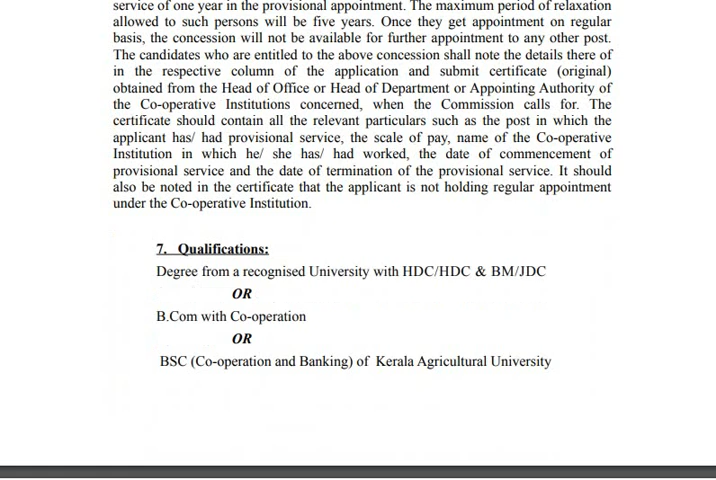 service of one year in the provisional appointment. The maximum period of relaxation
allowed to such persons will be five years. Once they get appointment on regular
basis, the concession will not be available for further appointment to any other post.
The candidates who are entitled to the above concession shall note the details there of
in the respective column of the application and submit certificate (original)
obtained from the Head of Office or Head of Department or Appointing Authority of
the Co-operative Institutions concerned, when the Commission calls for. The
certificate should contain all the relevant particulars such as the post in which the
applicant has/ had provisional service, the scale of pay, name of the Co-operative
Institution in which he/ she has/ had worked, the date of commencement of
provisional service and the date of termination of the provisional service. It should
also be noted in the certificate that the applicant is not holding regular appointment
under the Co-operative Institution.
7. Qualifications:
Degree from a recognised University with HDC/HDC & BM/JDC
OR
B.Com with Co-operation
OR
BSC (Co-operation and Banking) of Kerala Agricultural University